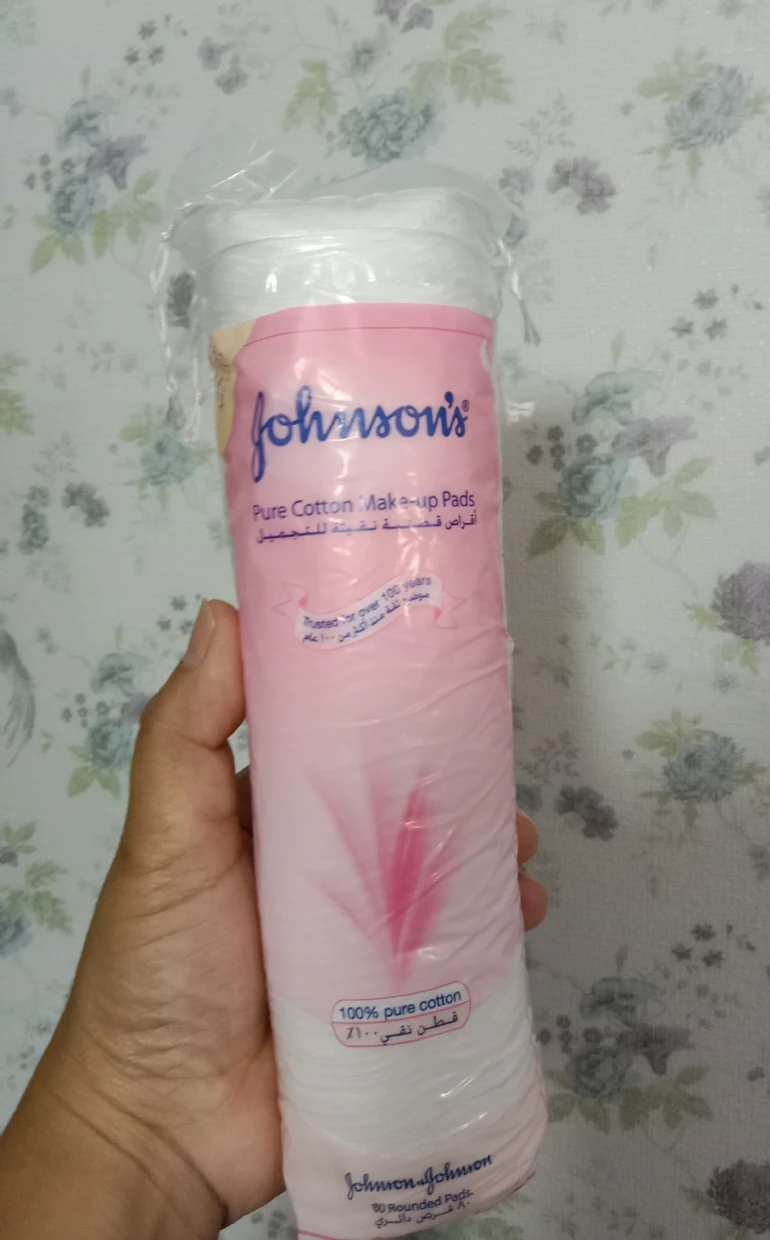 Johnson's®
Pure Cotton Make-up Pads
أقراص قطنية نقية للتجميل
Trusted for over 100 years
موضع ثقة منذ أكثر من ١٠٠ عام
100% pure cotton
قطن نقي ١٠٠٪
Johnson & Johnson
80 Rounded Pads
٨٠ قرص دائري